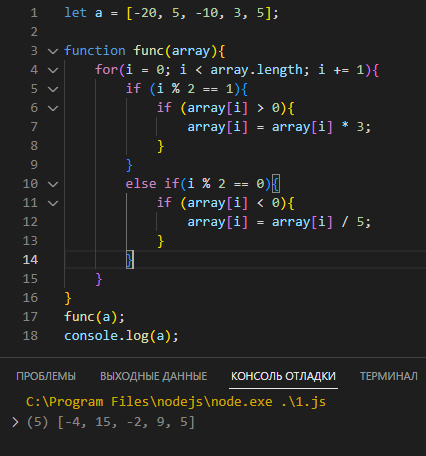 1 let a = [-20, 5, -10, 3, 5];
2
3 function func(array){
4     for(i = 0; i < array.length; i += 1){
5         if (i % 2 == 1){
6             if (array[i] > 0){
7                 array[i] = array[i] * 3;
8             }
9         }
10         else if(i % 2 == 0){
11             if (array[i] < 0){
12                 array[i] = array[i] / 5;
13             }
14         }
15     }
16 }
17 func(a);
18 console.log(a);
ПРОБЛЕМЫ ВЫХОДНЫЕ ДАННЫЕ КОНСОЛЬ ОТЛАДКИ ТЕРМИНАЛ
C:\Program Files\nodejs\node.exe .\1.js
> (5) [-4, 15, -2, 9, 5]